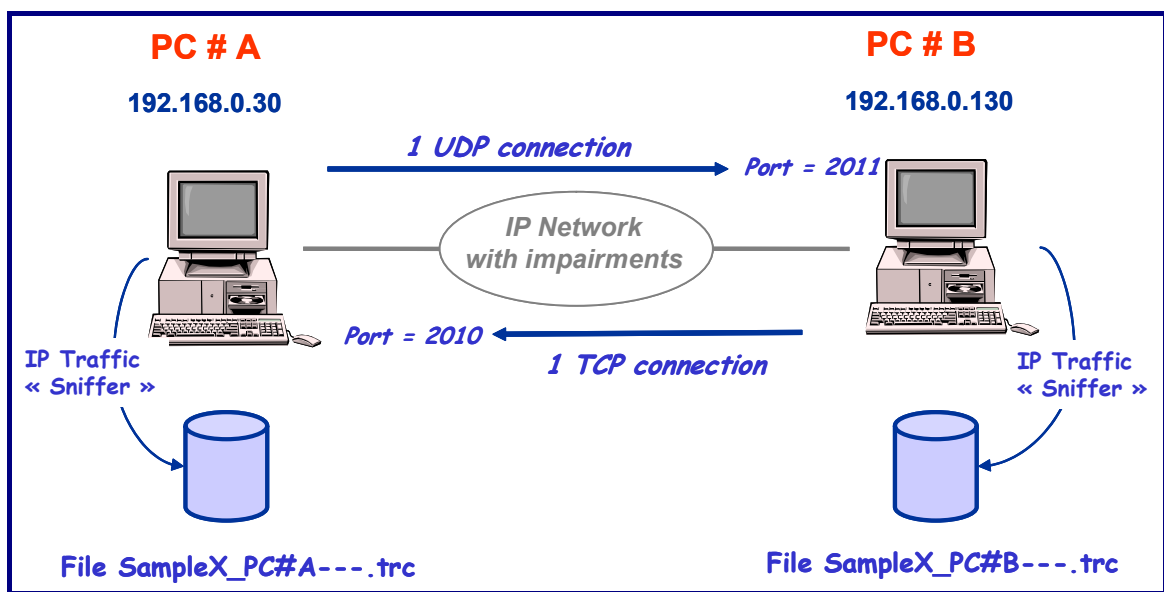 PC # A
PC # B
192.168.0.30
192.168.0.130
1 UDP connection
Port = 2011
IP Network
with impairments
Port = 2010
1 TCP connection
IP Traffic
« Sniffer »
IP Traffic
« Sniffer »
File SampleX_PC#A---.trc
File SampleX_PC#B---.trc